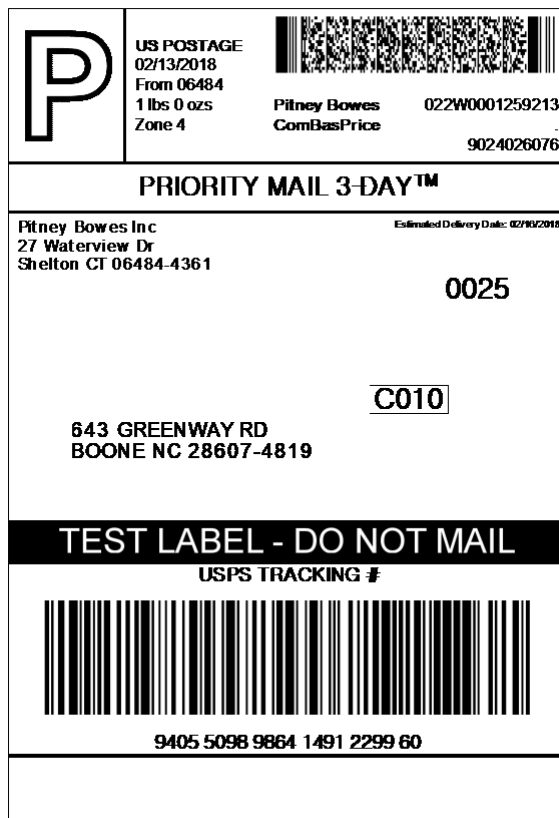 P
US POSTAGE
02/13/2018
From 06484
1 lbs 0 ozs
Zone 4
Pitney Bowes 022W0001259213
ComBasPrice .
9024026076
PRIORITY MAIL 3-DAY™
Pitney Bowes Inc
27 Waterview Dr
Shelton CT 06484-4361
Estimated Delivery Date: 02/16/2018
0025
C010
643 GREENWAY RD
BOONE NC 28607-4819
TEST LABEL - DO NOT MAIL
USPS TRACKING #
9405 5098 9864 1491 2299 60